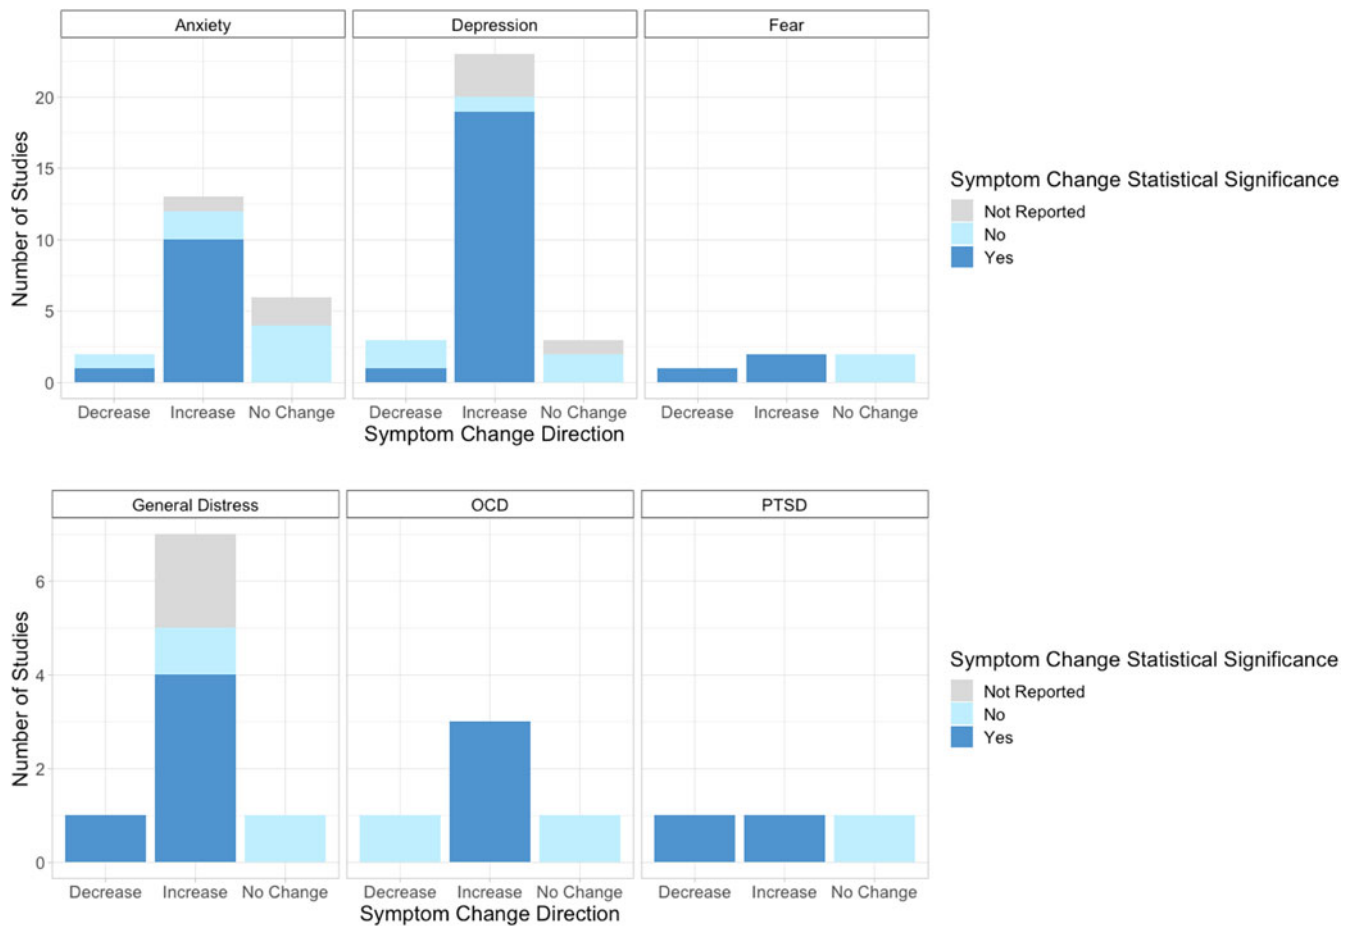 Anxiety
Depression
Fear
Number of Studies
20
15
10
5
0
Decrease Increase No Change
Decrease Increase No Change
Decrease Increase No Change
Symptom Change Direction
Symptom Change Statistical Significance
Not Reported
No
Yes
General Distress
OCD
PTSD
Number of Studies
6
4
2
0
Decrease Increase No Change
Decrease Increase No Change
Decrease Increase No Change
Symptom Change Direction
Symptom Change Statistical Significance
Not Reported
No
Yes